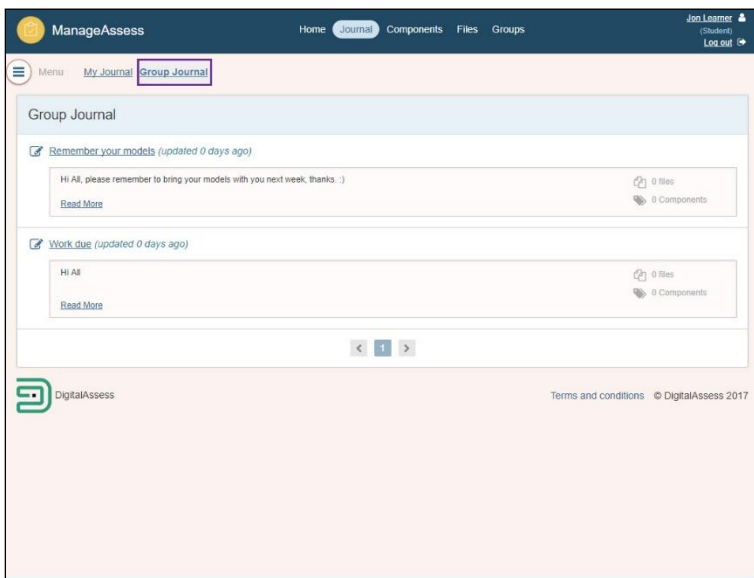 ManageAssess
Home Journal Components Files Groups
Jon Learner
(Student)
Log out
Menu My Journal Group Journal
Group Journal
Remember your models (updated 0 days ago)
Hi All, please remember to bring your models with you next week, thanks. :)
0 files
Read More
0 Components
Work due (updated 0 days ago)
Hi All
0 files
0 Components
Read More
< 1 >
DigitalAssess
Terms and conditions © DigitalAssess 2017